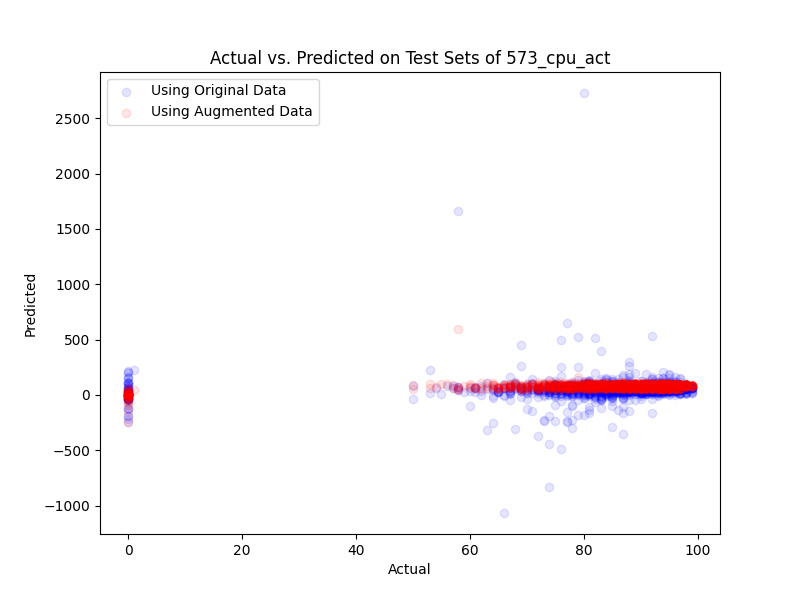 Actual vs. Predicted on Test Sets of 573_cpu_act
Using Original Data
Using Augmented Data
2500
2000
1500
1000
500
0
−500
−1000
Predicted
0 20 40 60 80 100
Actual